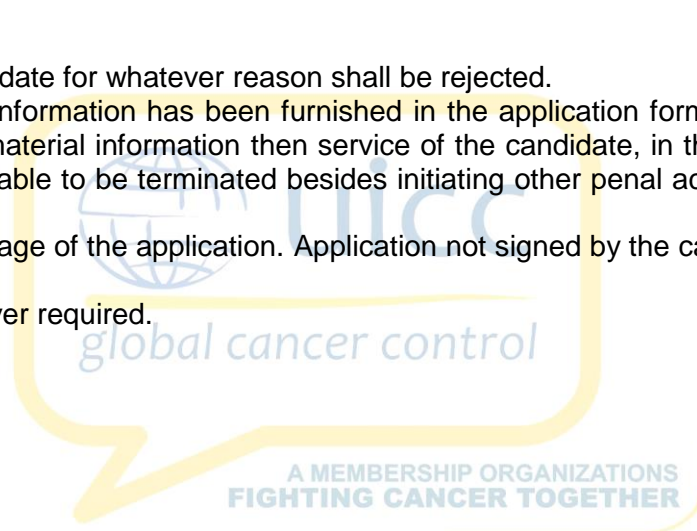 date for whatever reason shall be rejected.
nformation has been furnished in the application form
naterial information then service of the candidate, in th
able to be terminated besides initiating other penal ac
uicc
age of the application. Application not signed by the ca
ver required.
global cancer control
A MEMBERSHIP ORGANIZATIONS
FIGHTING CANCER TOGETHER